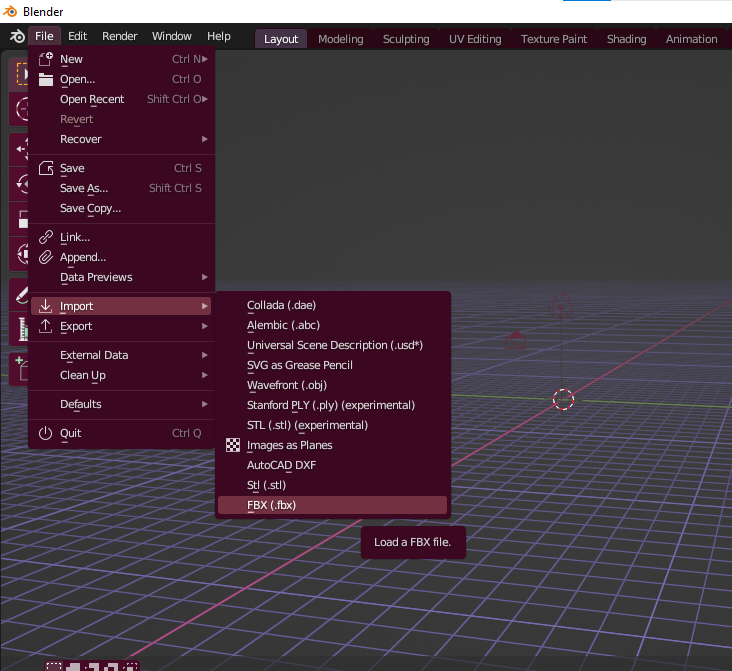 Blender
File Edit Render Window Help Layout Modeling Sculpting UV Editing Texture Paint Shading Animation
New Ctrl N
Open... Ctrl O
Open Recent Shift Ctrl O
Revert
Recover
Save Ctrl S
Save As... Shift Ctrl S
Save Copy...
Link...
Append...
Data Previews
Import
Export
External Data
Clean Up
Defaults
Quit Ctrl Q
Collada (.dae)
Alembic (.abc)
Universal Scene Description (.usd*)
SVG as Grease Pencil
Wavefront (.obj)
Stanford PLY (.ply) (experimental)
STL (.stl) (experimental)
Images as Planes
AutoCAD DXF
Stl (.stl)
FBX (.fbx)
Load a FBX file.